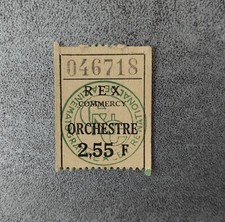 046718
REX
COMMERCY
ORCHESTRE
2,55 F